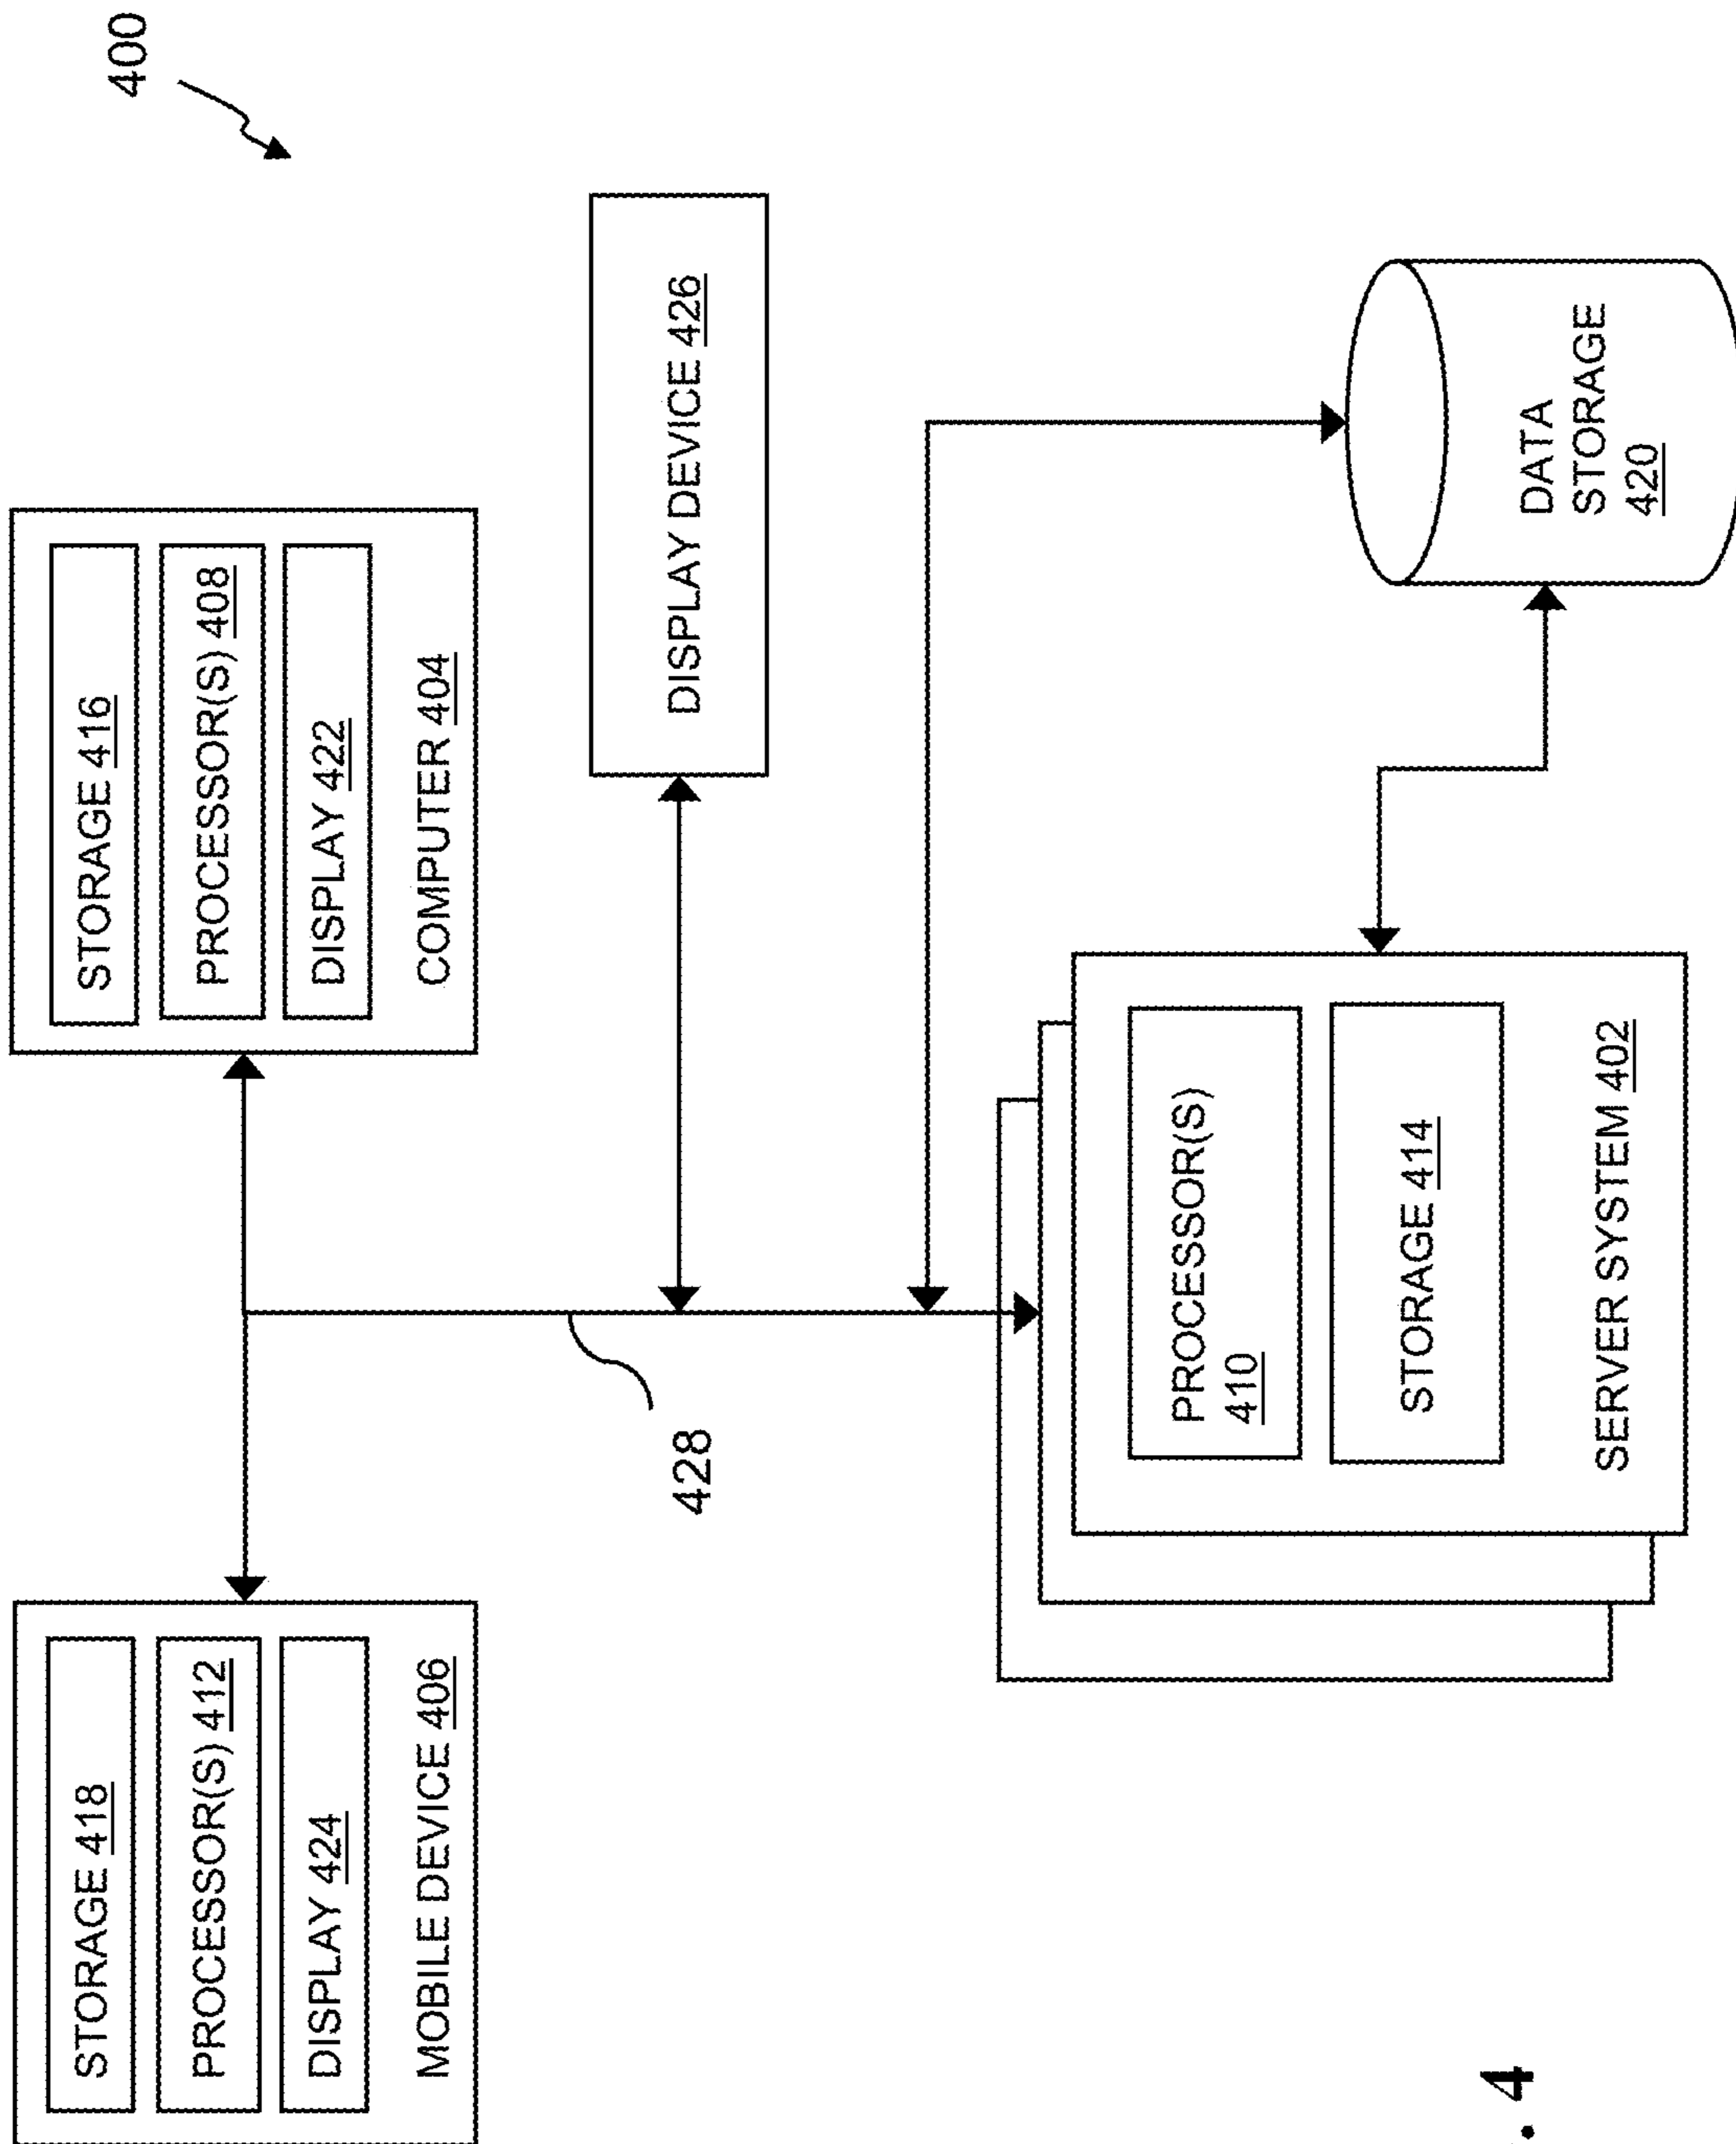 400
STORAGE 418
PROCESSOR(S) 412
DISPLAY 424
MOBILE DEVICE 406
STORAGE 416
PROCESSOR(S) 408
DISPLAY 422
COMPUTER 404
428
DISPLAY DEVICE 426
PROCESSOR(S)
410
STORAGE 414
SERVER SYSTEM 402
DATA
STORAGE
420
. 4